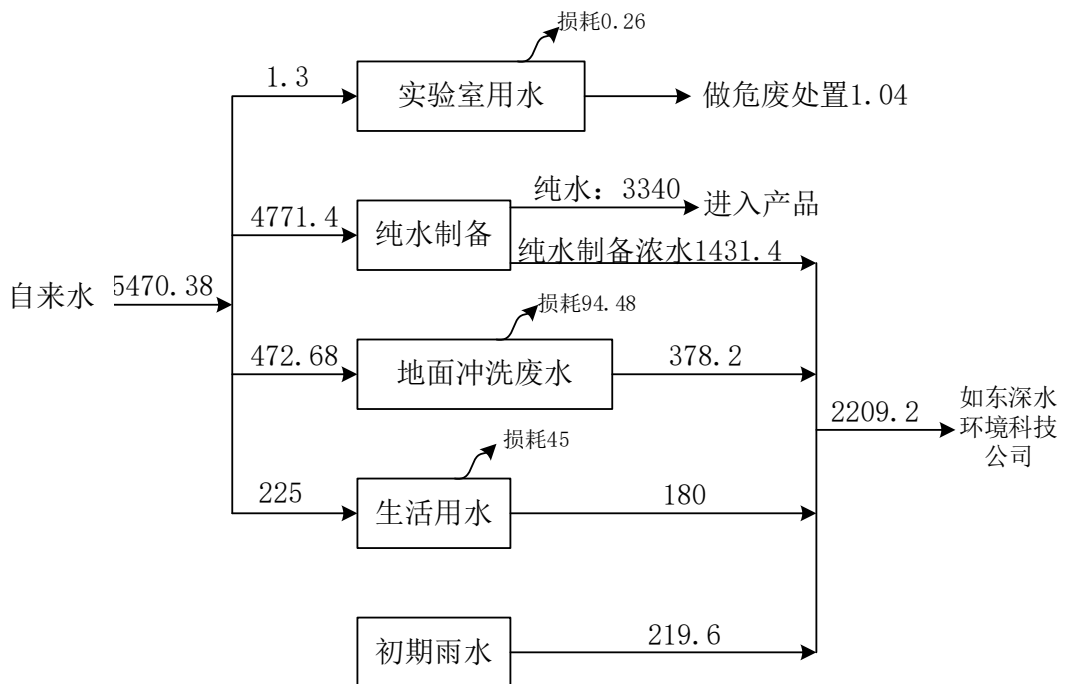 损耗0.26
1.3
实验室用水
做危废处置1.04
纯水：3340
进入产品
4771.4
纯水制备
纯水制备浓水1431.4
自来水
5470.38
损耗94.48
472.68
地面冲洗废水
378.2
2209.2
如东深水
环境科技
公司
损耗45
225
生活用水
180
初期雨水
219.6